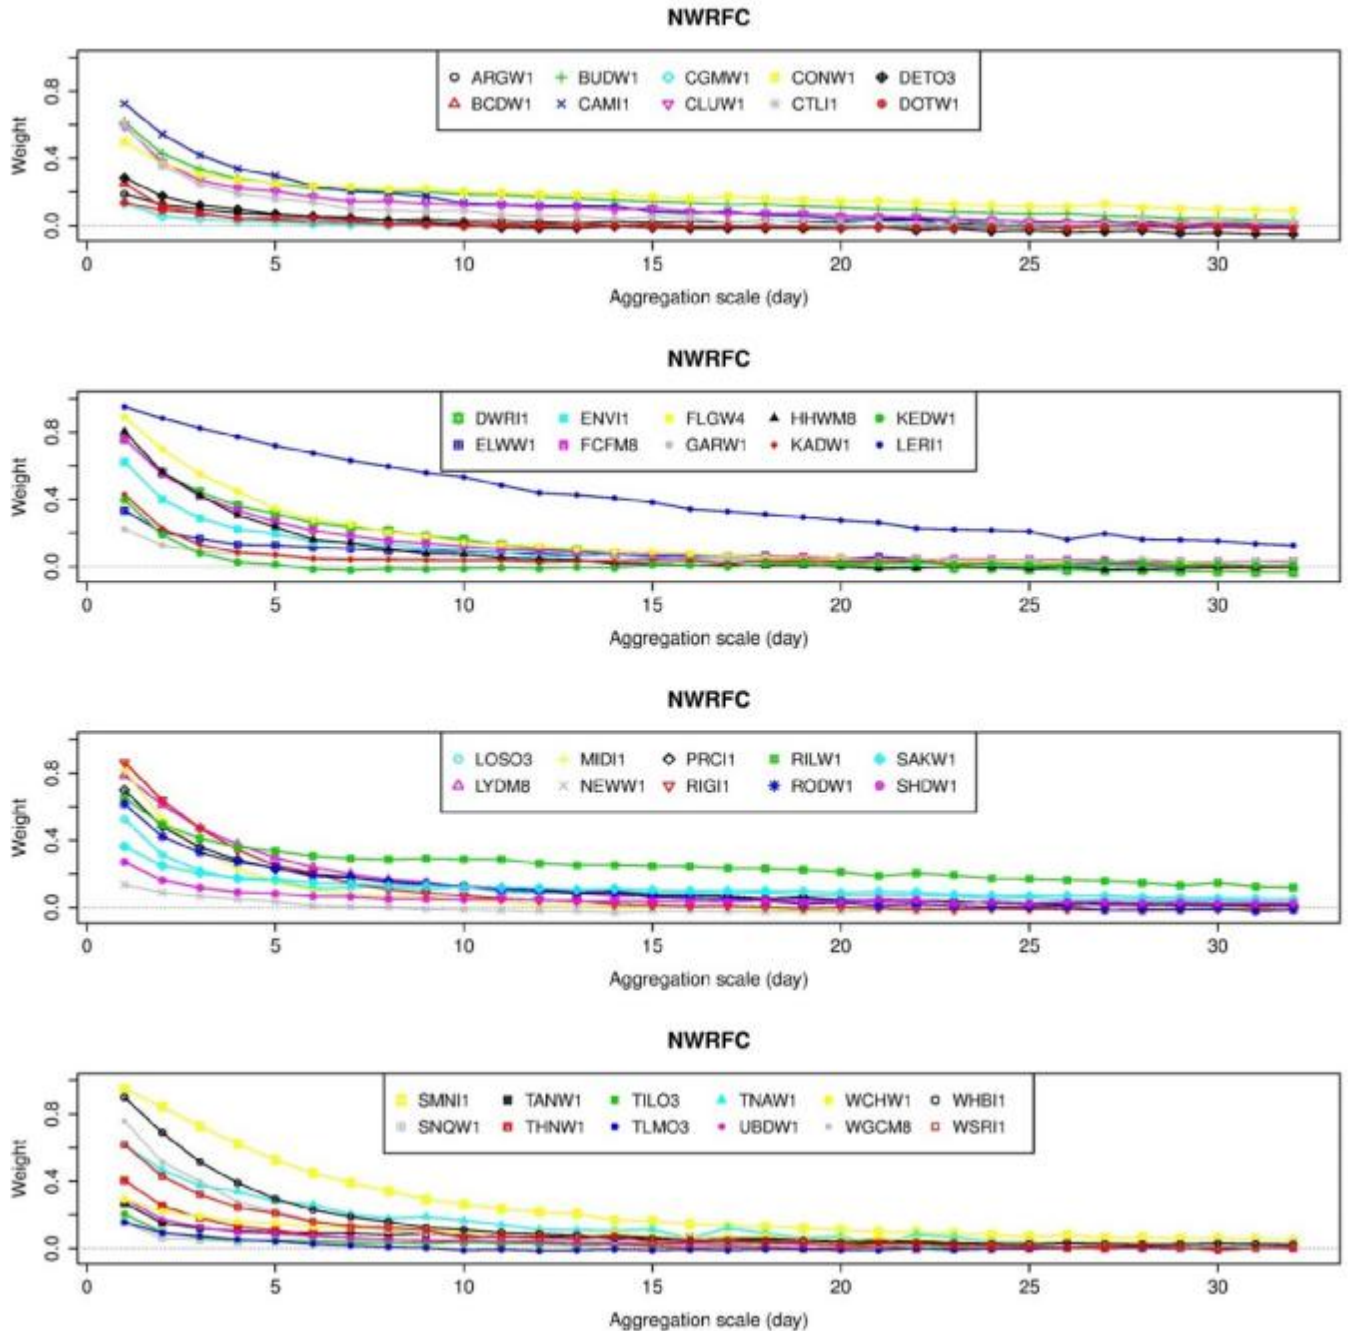 NWRFC
Weight
0.8
0.4
0.0
ARGW1 BUDW1 CGMW1 CONW1 DETO3
BCDW1 CAMI1 CLUW1 CTLI1 DOTW1
0 5 10 15 20 25 30
Aggregation scale (day)
NWRFC
Weight
0.8
0.4
0.0
DWRI1 ENVI1 FLGW4 HHWM8 KEDW1
ELWW1 FCFM8 GARW1 KADW1 LERI1
0 5 10 15 20 25 30
Aggregation scale (day)
NWRFC
Weight
0.8
0.4
0.0
LOSO3 MIDI1 PRCI1 RILW1 SAKW1
LYDM8 NEWW1 RIGI1 RODW1 SHDW1
0 5 10 15 20 25 30
Aggregation scale (day)
NWRFC
Weight
0.8
0.4
0.0
SMNI1 TANW1 TILO3 TNAW1 WCHW1 WHBI1
SNQW1 THNW1 TLMO3 UBDW1 WGCM8 WSRI1
0 5 10 15 20 25 30
Aggregation scale (day)